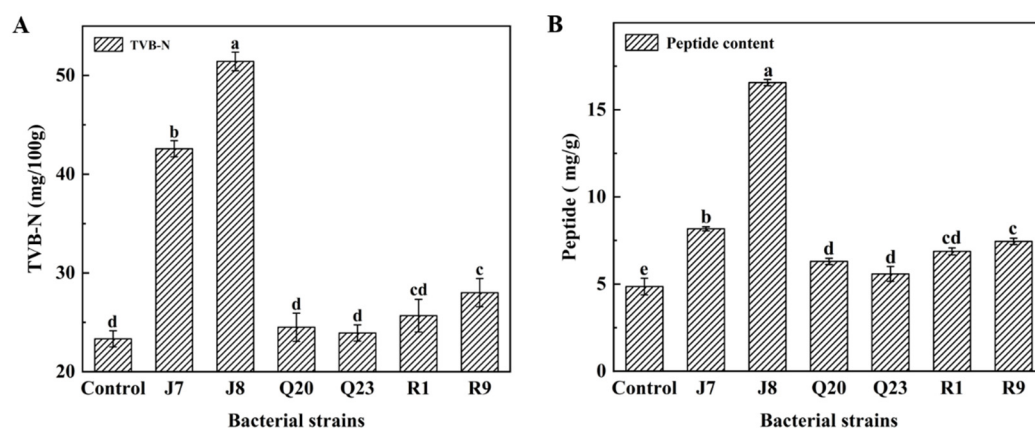 A
TVB-N
TVB-N (mg/100g)
50
40
30
20
d
b
a
d
d
cd
c
Control J7 J8 Q20 Q23 R1 R9
Bacterial strains
B
Peptide content
Peptide ( mg/g)
15
10
5
0
e
b
a
d
d
cd
c
Control J7 J8 Q20 Q23 R1 R9
Bacterial strains